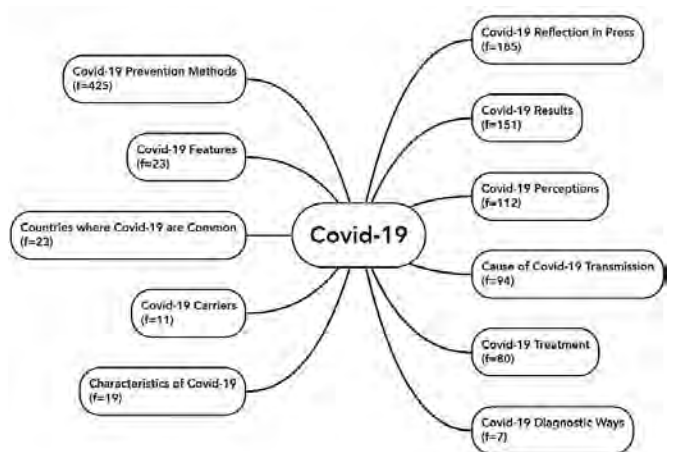 Covid-19 Prevention Methods
(f=425)
Covid-19 Features
(f=23)
Countries where Covid-19 are Common
(f=23)
Covid-19 Carriers
(f=11)
Characteristics of Covid-19
(f=19)
Covid-19
Covid-19 Reflection in Press
(f=165)
Covid-19 Results
(f=151)
Covid-19 Perceptions
(f=112)
Cause of Covid-19 Transmission
(f=94)
Covid-19 Treatment
(f=80)
Covid-19 Diagnostic Ways
(f=7)